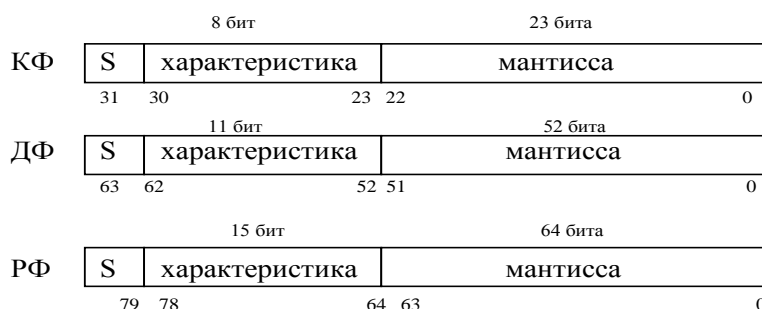 8 бит 23 бита
КФ S характеристика мантисса
31 30 23 22 0
11 бит 52 бита
ДФ S характеристика мантисса
63 62 52 51 0
15 бит 64 бита
РФ S характеристика мантисса
79 78 64 63 0